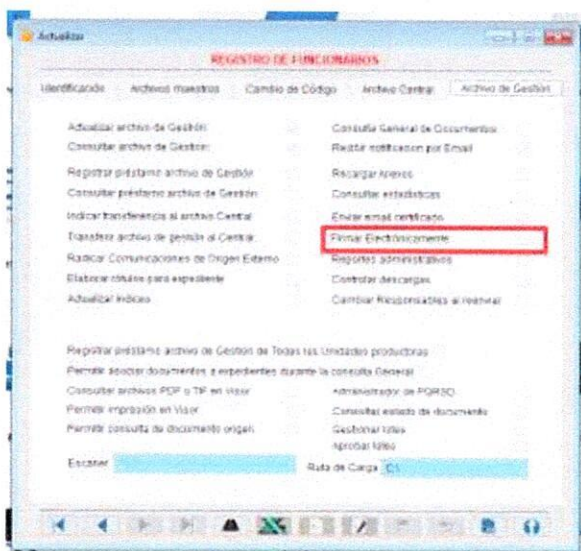 Actualizar
REGISTRO DE FUNCIONARIOS
Identificación Archivos maestros Cambio de Código Archivo Central Archivo de Gestión
Actualizar archivo de Gestión
Consultar archivo de Gestion
Registrar préstamo archivo de Gestión
Consultar préstamo archivo de Gestión
Indicar transferencia al archivo Central
Transferir archivo de gestión al Central
Radicar Comunicaciones de Origen Externo
Elaborar rótulos para expediente
Actualizar Indices
Consulta General de Documentos
Recibir notificacion por Email
Recargar Anexos
Consultar estadísticas
Enviar email certificado
Firmar Electrónicamente
Reportes administrativos
Controlar descargas
Cambiar Responsables al reenviar
Registrar préstamo archivo de Gestión de Todas las Unidades productoras
Permitir asociar documentos a expedientes durante la consulta General
Consultar archivos PDF o TIF en Visor
Permitir impresión en Visor
Permitir consulta de documento origen
Administrador de PQRSD
Consultar estado de documento
Gestionar lotes
Aprobar lotes
Escaner
Ruta de Carga C:\